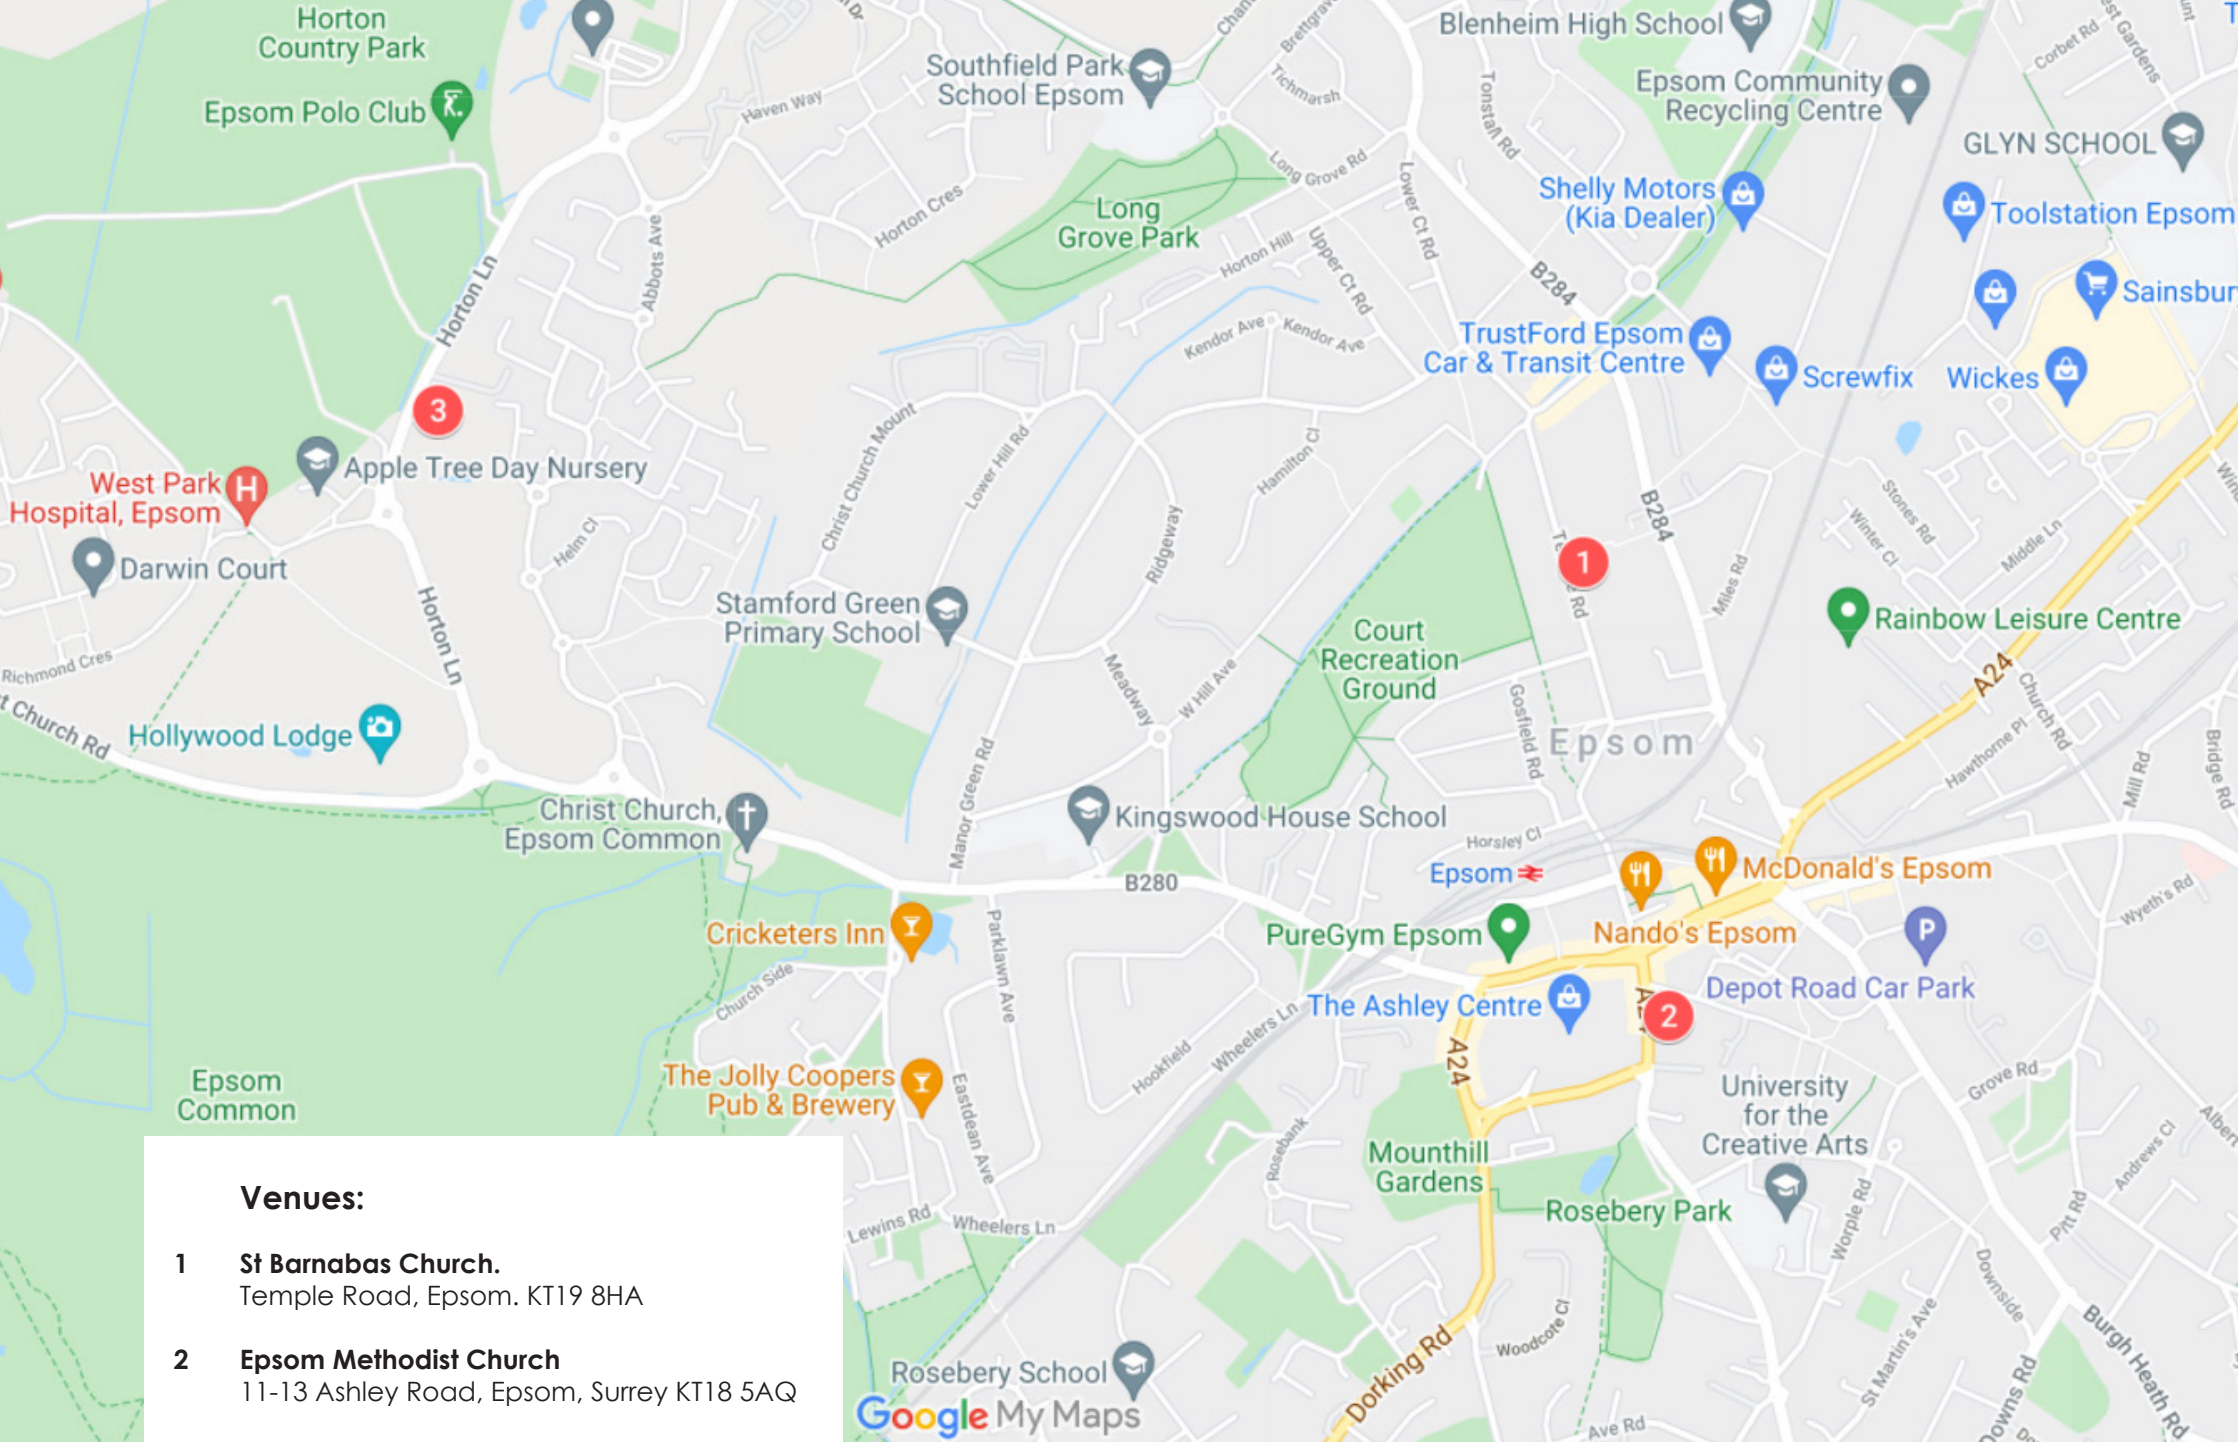 Horton
Country Park
Epsom Polo Club
Southfield Park
School Epsom
Blenheim High School
Epsom Community
Recycling Centre
Corbet Rd
GLYN SCHOOL
Haven Way
Tichmarsh
Tonstall Rd
Long Grove Rd
Lower Ct Rd
Shelly Motors
(Kia Dealer)
Toolstation Epsom
Horton Cres
Long
Grove Park
Abbots Ave
Horton Hill
Upper Ct Rd
B284
Horton Ln
Kendor Ave
Kendor Ave
TrustFord Epsom
Car & Transit Centre
Screwfix
Wickes
3
Apple Tree Day Nursery
West Park
Hospital, Epsom
Darwin Court
Helm Cl
Christ Church Mount
Lower Hill Rd
Hamilton Cl
Ridgeway
B284
Stones Rd
Winter Cl
Middle Ln
1
Miles Rd
Horton Ln
Stamford Green
Primary School
Court
Recreation
Ground
Rainbow Leisure Centre
A24
Church Rd
Richmond Cres
Church Rd
Hollywood Lodge
Meadway
W Hill Ave
Gosfield Rd
Epsom
Hawthorne Pl
Mill Rd
Bridge Rd
Manor Green Rd
Christ Church,
Epsom Common
Kingswood House School
Horsley Cl
Epsom
McDonald's Epsom
B280
Wyeth's Rd
Cricketers Inn
Parklawn Ave
PureGym Epsom
Nando's Epsom
P
Depot Road Car Park
Church Side
The Ashley Centre
2
Wheelers Ln
Hookfield
A24
Epsom
Common
The Jolly Coopers
Pub & Brewery
Eastdean Ave
Rosebank
University
for the
Creative Arts
Grove Rd
Andrews Cl
Mounthill
Gardens
Rosebery Park
Worple Rd
Pitt Rd
Lewins Rd
Wheelers Ln
Downside
Woodcote Cl
St Martin's Ave
Burgh Heath Rd
Downs Rd
Dorking Rd
Rosebery School
Ave Rd
Google My Maps
Venues:
1 St Barnabas Church.
Temple Road, Epsom. KT19 8HA
2 Epsom Methodist Church
11-13 Ashley Road, Epsom, Surrey KT18 5AQ